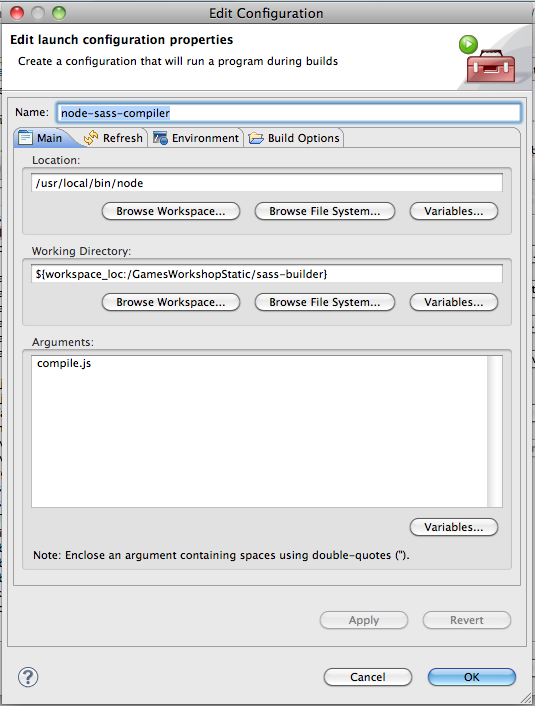 Edit Configuration
Edit launch configuration properties
Create a configuration that will run a program during builds
Name: node-sass-compiler
Main Refresh Environment Build Options
Location:
/usr/local/bin/node
Browse Workspace... Browse File System... Variables...
Working Directory:
${workspace_loc:/GamesWorkshopStatic/sass-builder}
Browse Workspace... Browse File System... Variables...
Arguments:
compile.js
Variables...
Note: Enclose an argument containing spaces using double-quotes (").
Apply Revert
? Cancel OK